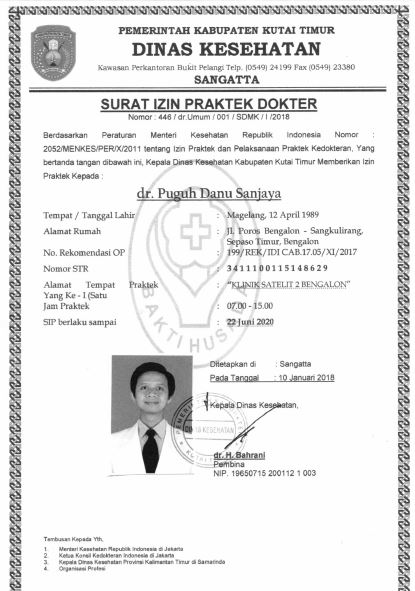 PEMERINTAH KABUPATEN KUTAI TIMUR
DINAS KESEHATAN
Kawasan Perkantoran Bukit Pelangi Telp. (0549) 24199 Fax (0549) 23380
SANGATTA
SURAT IZIN PRAKTEK DOKTER
Nomor : 446 / dr.Umum / 001 / SDMK / I /2018
Berdasarkan Peraturan Menteri Kesehatan Republik Indonesia Nomor :
2052/MENKES/PER/X/2011 tentang Izin Praktek dan Pelaksanaan Praktek Kedokteran, Yang
bertanda tangan dibawah ini, Kepala Dinas Kesehatan Kabupaten Kutai Timur Memberikan Izin
Praktek Kepada :
dr. Puguh Danu Sanjaya
Tempat / Tanggal Lahir : Magelang, 12 April 1989
Alamat Rumah : Jl. Poros Bengalon - Sangkulirang,
Sepaso Timur, Bengalon
No. Rekomendasi OP : 199/REK/IDI CAB.17.05/XI/2017
Nomor STR : 3411100115148629
Alamat Tempat Praktek : "KLINIK SATELIT 2 BENGALON"
Yang Ke - I (Satu
Jam Praktek : 07.00 - 15.00
SIP berlaku sampai : 22 Juni 2020
BAKTI HUSADA
Ditetapkan di : Sangatta
Pada Tanggal : 10 Januari 2018
Kepala Dinas Kesehatan,
KESEHATAN
dr. H. Bahrani
Pembina
NIP. 19650715 200112 1 003
Tembusan Kepada Yth,
1. Menteri Kesehatan Republik Indonesia di Jakarta
2. Ketua Konsil Kedokteran Indonesia di Jakarta
3. Kepala Dinas Kesehatan Provinsi Kalimantan Timur di Samarinda
4. Organisasi Profesi